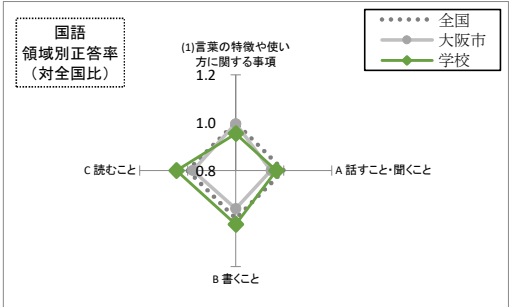 国語
領域別正答率
（対全国比）
全国
大阪市
学校
(1)言葉の特徴や使い
方に関する事項
1.2
1.0
0.8
C 読むこと
A 話すこと・聞くこと
B 書くこと